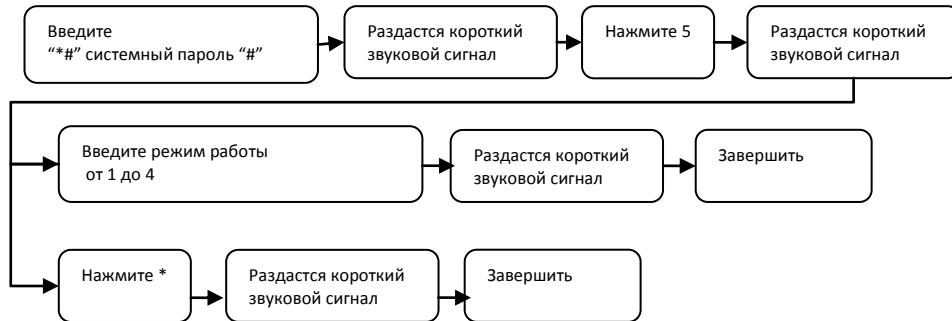 Введите
“*#” системный пароль “#”
Раздастся короткий
звуковой сигнал
Нажмите 5
Раздастся короткий
звуковой сигнал
Введите режим работы
от 1 до 4
Раздастся короткий
звуковой сигнал
Завершить
Нажмите *
Раздастся короткий
звуковой сигнал
Завершить